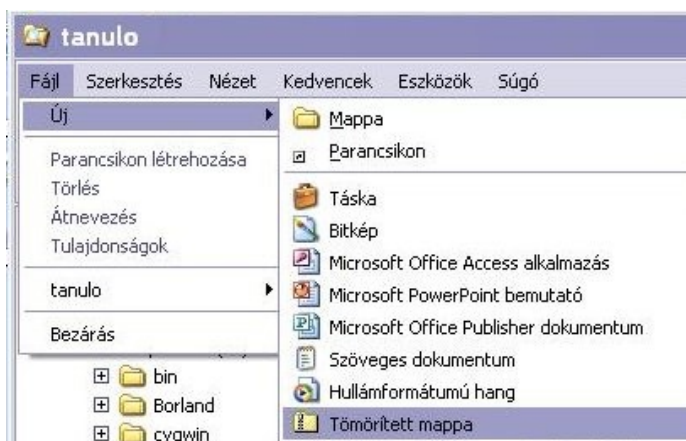 tanulo
Fájl Szerkesztés Nézet Kedvencek Eszközök Súgó
Új
Parancsikon létrehozása
Törlés
Átnevezés
Tulajdonságok
tanulo
Bezárás
Mappa
Parancsikon
Táska
Bitkép
Microsoft Office Access alkalmazás
Microsoft PowerPoint bemutató
Microsoft Office Publisher dokumentum
Szöveges dokumentum
Hullámformátumú hang
Tömörített mappa
bin
Borland
cygwin